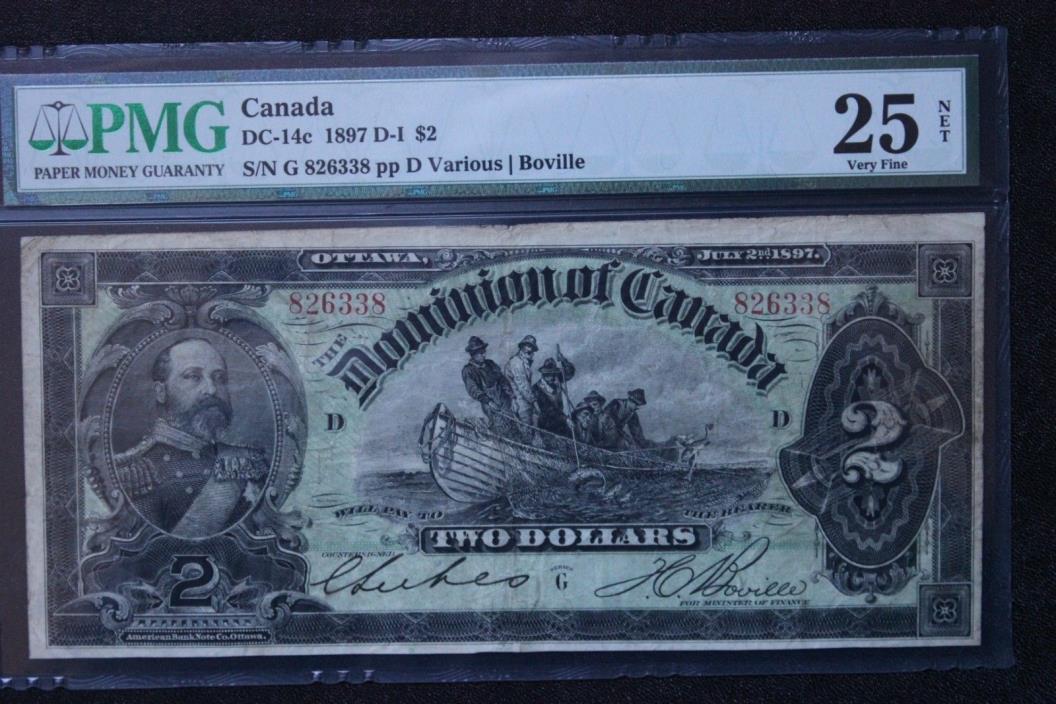 PMG
PAPER MONEY GUARANTY
Canada
DC-14c 1897 D-I $2
S/N G 826338 pp D Various | Boville
25 NET
Very Fine
OTTAWA, JULY 2nd 1897.
826338 826338
THE Dominion of Canada
D D
2
WILL PAY TO THE BEARER
TWO DOLLARS
COUNTERSIGNED
SERIES
G
H.C. Boville
FOR MINISTER OF FINANCE
2
American Bank Note Co. Ottawa.